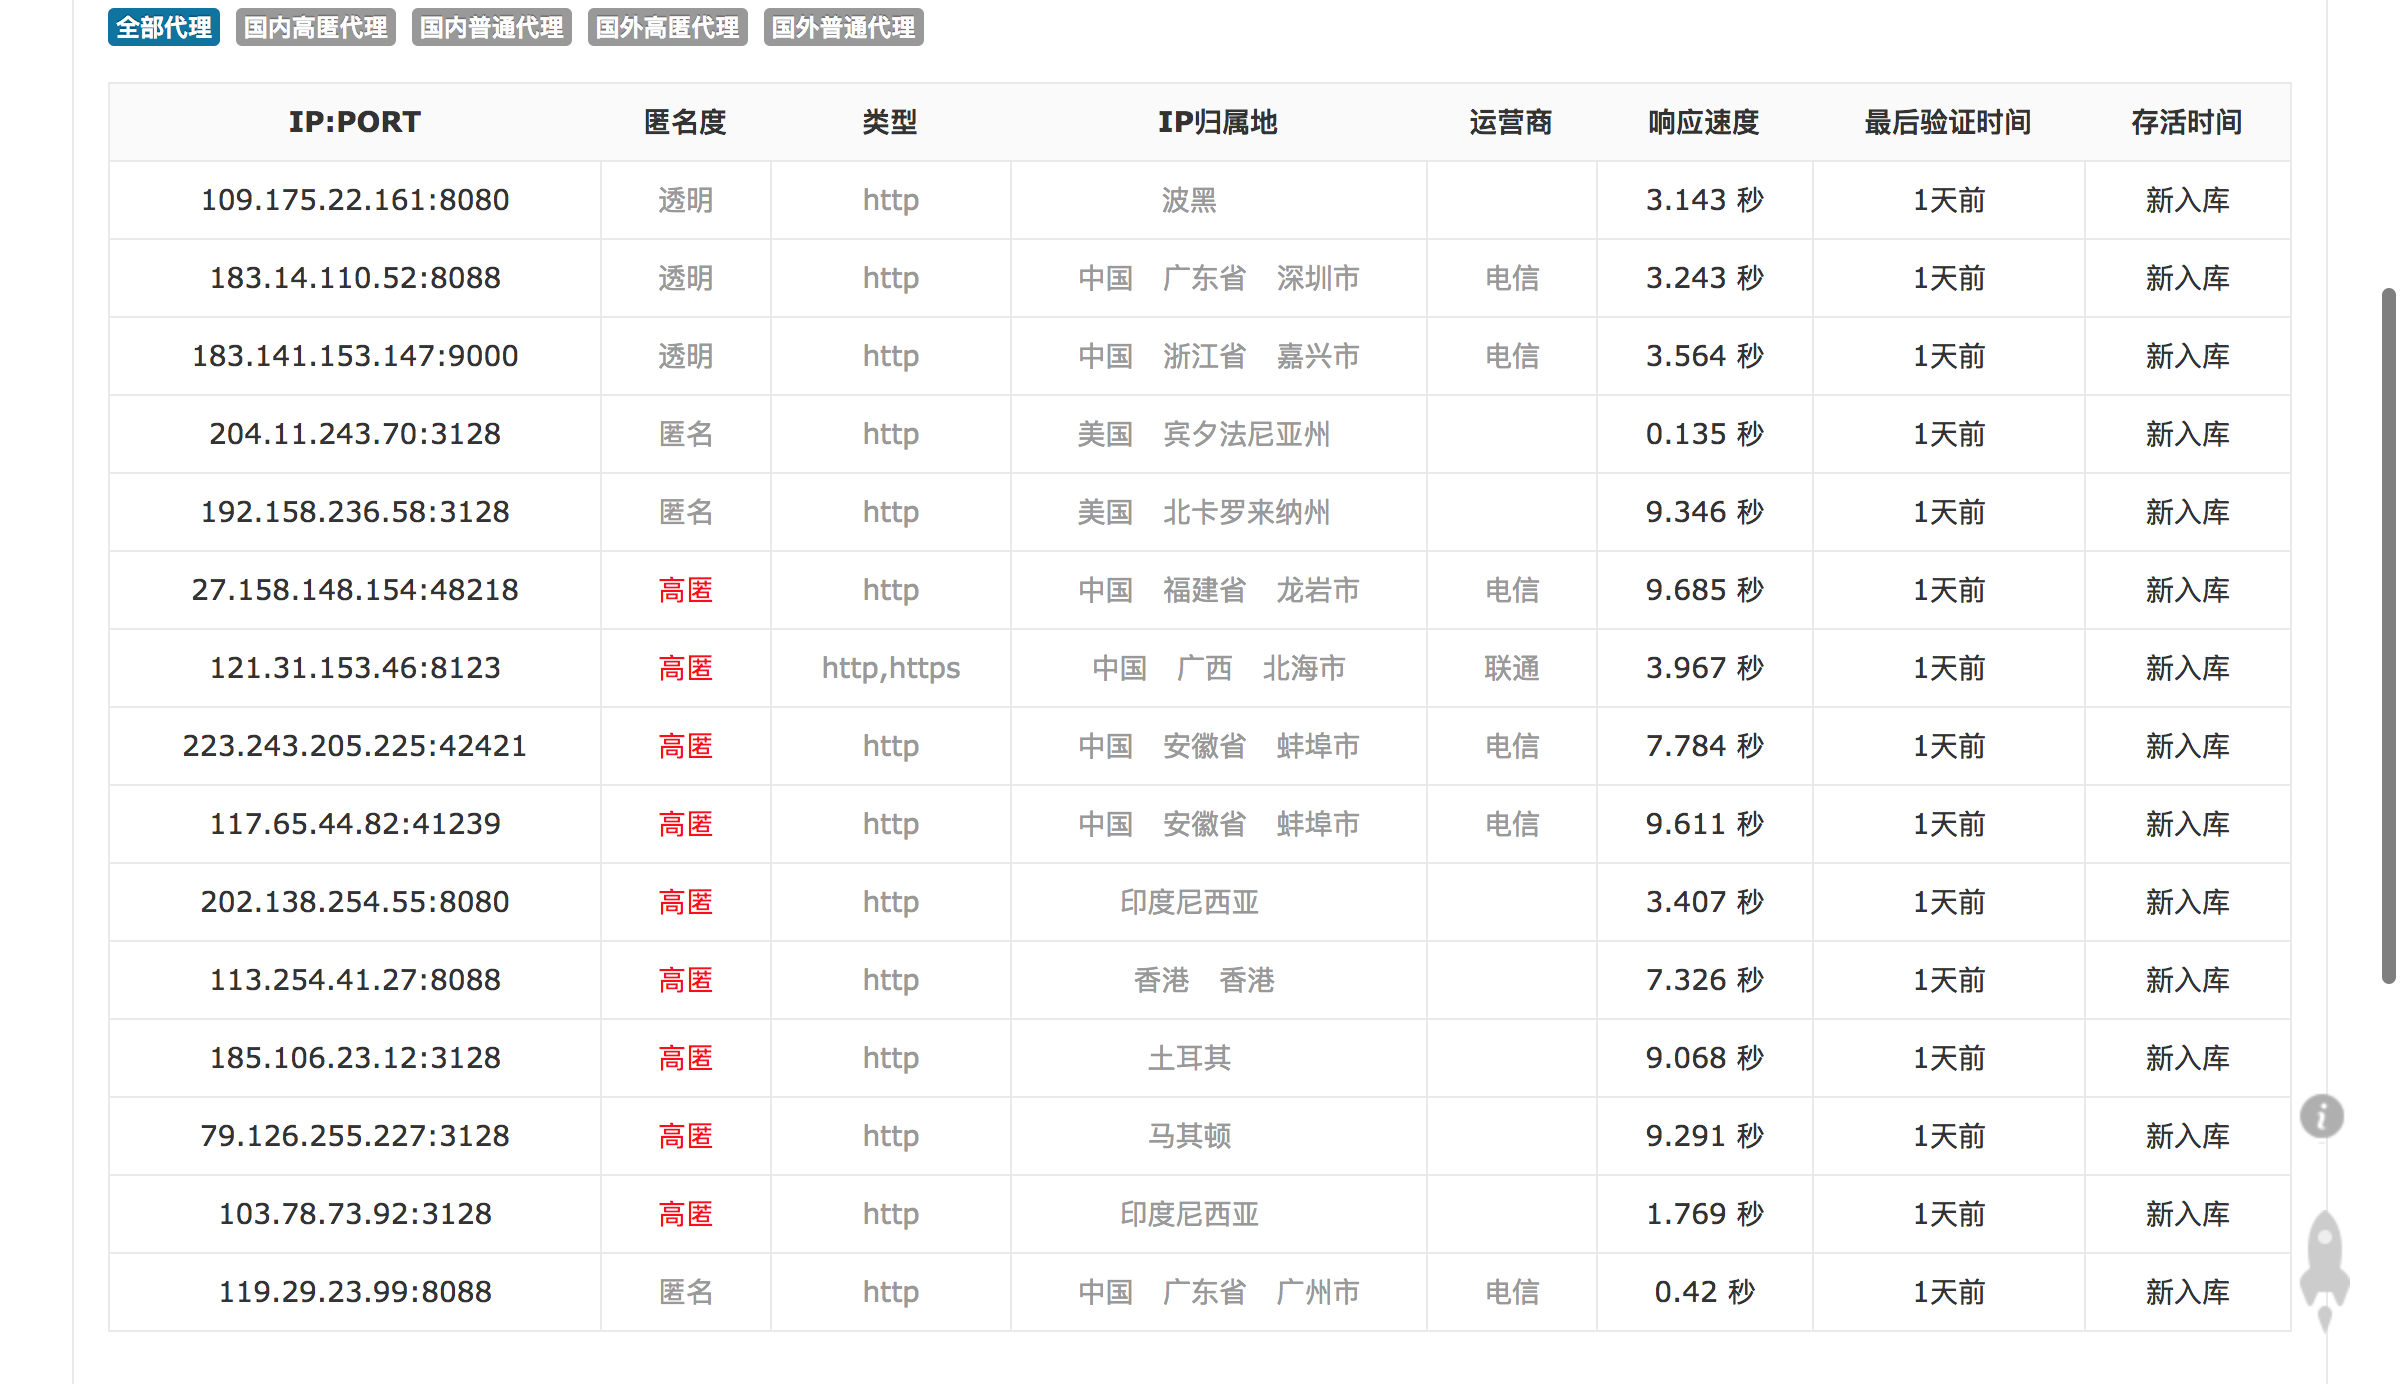 全部代理 国内高匿代理 国内普通代理 国外高匿代理 国外普通代理
IP:PORT 匿名度 类型 IP归属地 运营商 响应速度 最后验证时间 存活时间
109.175.22.161:8080 透明 http 波黑 3.143 秒 1天前 新入库
183.14.110.52:8088 透明 http 中国 广东省 深圳市 电信 3.243 秒 1天前 新入库
183.141.153.147:9000 透明 http 中国 浙江省 嘉兴市 电信 3.564 秒 1天前 新入库
204.11.243.70:3128 匿名 http 美国 宾夕法尼亚州 0.135 秒 1天前 新入库
192.158.236.58:3128 匿名 http 美国 北卡罗来纳州 9.346 秒 1天前 新入库
27.158.148.154:48218 高匿 http 中国 福建省 龙岩市 电信 9.685 秒 1天前 新入库
121.31.153.46:8123 高匿 http,https 中国 广西 北海市 联通 3.967 秒 1天前 新入库
223.243.205.225:42421 高匿 http 中国 安徽省 蚌埠市 电信 7.784 秒 1天前 新入库
117.65.44.82:41239 高匿 http 中国 安徽省 蚌埠市 电信 9.611 秒 1天前 新入库
202.138.254.55:8080 高匿 http 印度尼西亚 3.407 秒 1天前 新入库
113.254.41.27:8088 高匿 http 香港 香港 7.326 秒 1天前 新入库
185.106.23.12:3128 高匿 http 土耳其 9.068 秒 1天前 新入库
79.126.255.227:3128 高匿 http 马其顿 9.291 秒 1天前 新入库
103.78.73.92:3128 高匿 http 印度尼西亚 1.769 秒 1天前 新入库
119.29.23.99:8088 匿名 http 中国 广东省 广州市 电信 0.42 秒 1天前 新入库